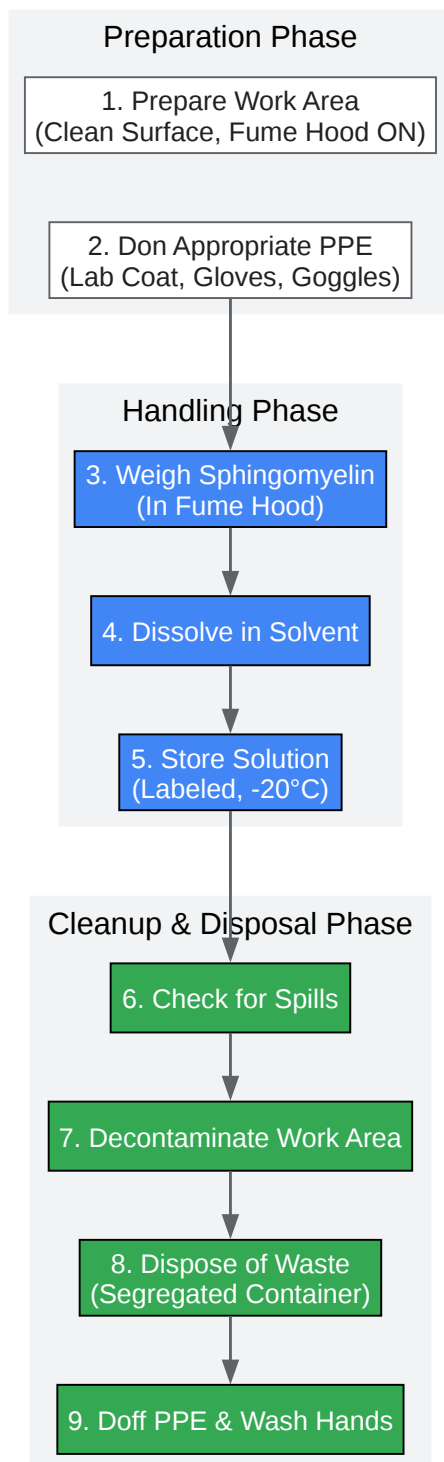 Preparation Phase
1. Prepare Work Area
(Clean Surface, Fume Hood ON)
2. Don Appropriate PPE
(Lab Coat, Gloves, Goggles)
Handling Phase
3. Weigh Sphingomyelin
(In Fume Hood)
4. Dissolve in Solvent
5. Store Solution
(Labeled, -20°C)
Cleanup & Disposal Phase
6. Check for Spills
7. Decontaminate Work Area
8. Dispose of Waste
(Segregated Container)
9. Doff PPE & Wash Hands